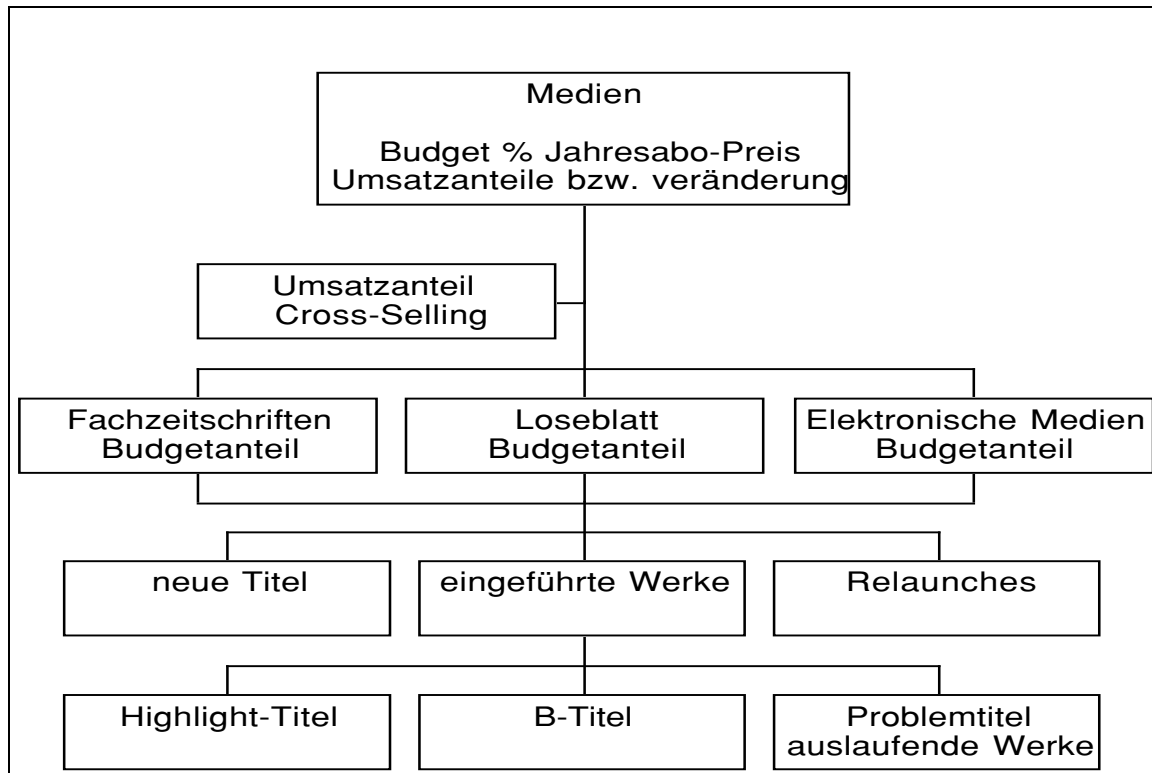 Medien
Budget % Jahresabo-Preis
Umsatzanteile bzw. veränderung
Umsatzanteil
Cross-Selling
Fachzeitschriften
Budgetanteil
Loseblatt
Budgetanteil
Elektronische Medien
Budgetanteil
neue Titel
eingeführte Werke
Relaunches
Highlight-Titel
B-Titel
Problemtitel
auslaufende Werke